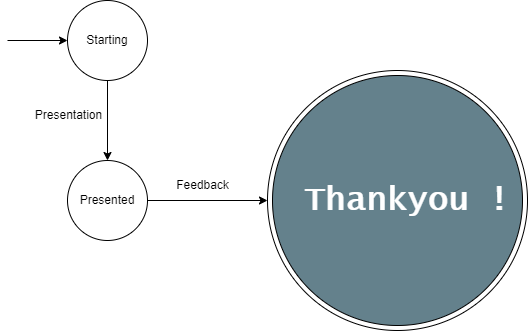 Starting
Presentation
Presented
Feedback
Thankyou !